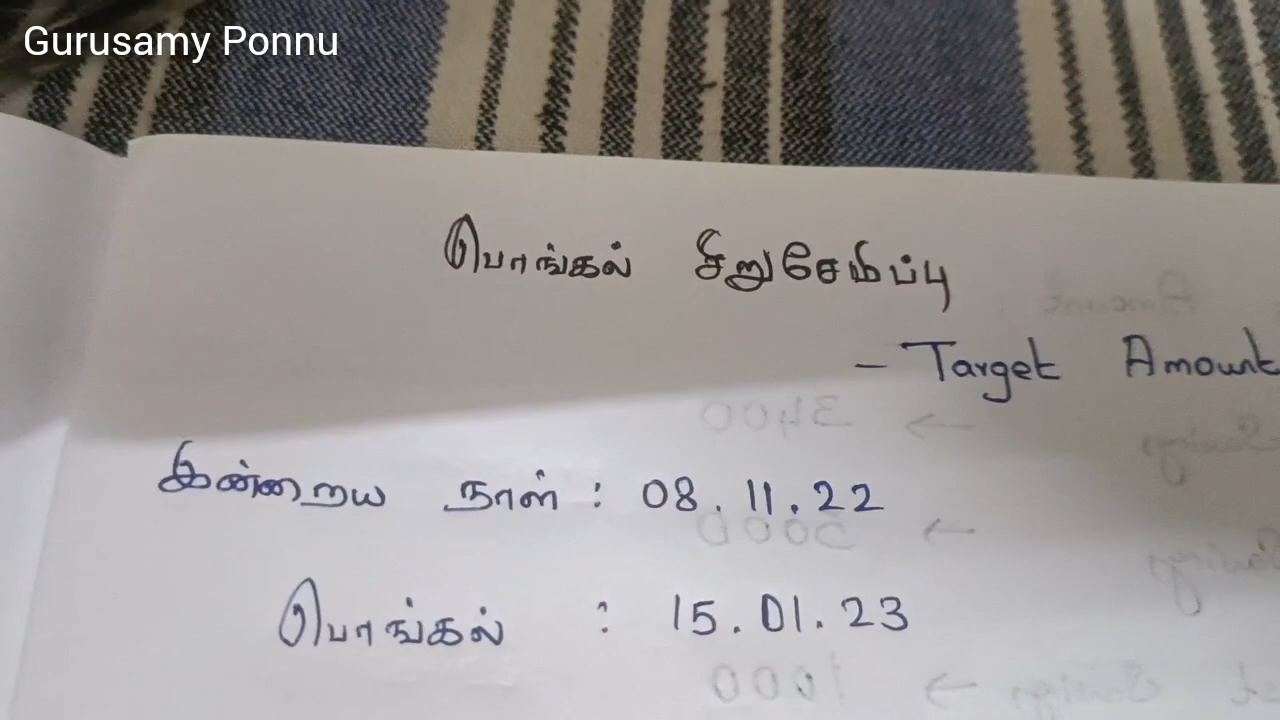 Gurusamy Ponnu
பொங்கல் சிறுசேமிப்பு
- Target Amount
இன்றைய நாள் : 08.11.22
பொங்கல் : 15.01.23